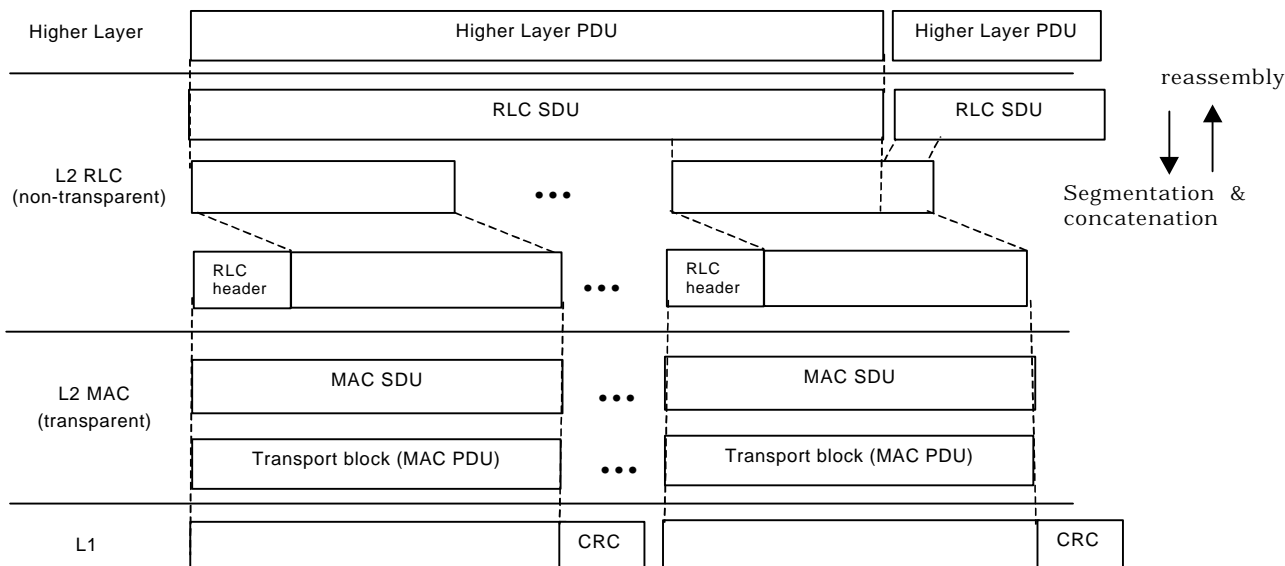 Higher Layer
Higher Layer PDU
Higher Layer PDU
reassembly
RLC SDU
RLC SDU
L2 RLC
(non-transparent)
Segmentation &
concatenation
RLC
header
RLC
header
L2 MAC
(transparent)
MAC SDU
MAC SDU
Transport block (MAC PDU)
Transport block (MAC PDU)
L1
CRC
CRC